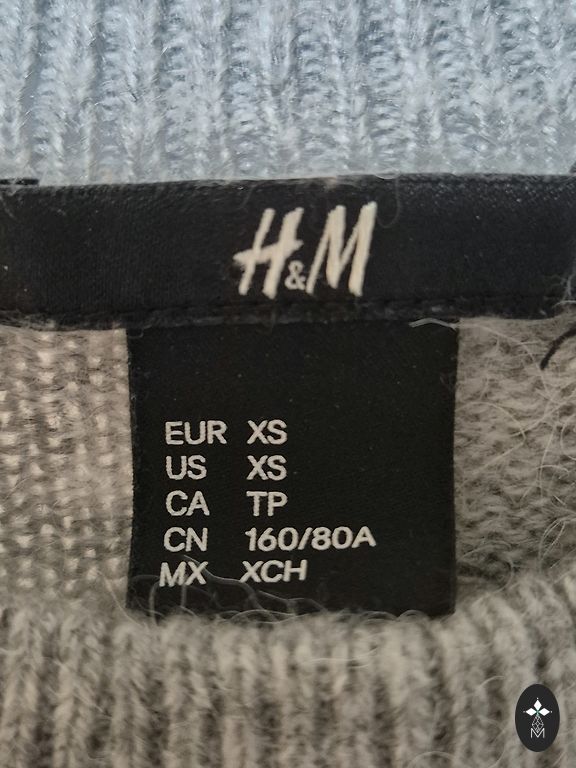 H&M
EUR XS
US XS
CA TP
CN 160/80A
MX XCH
M